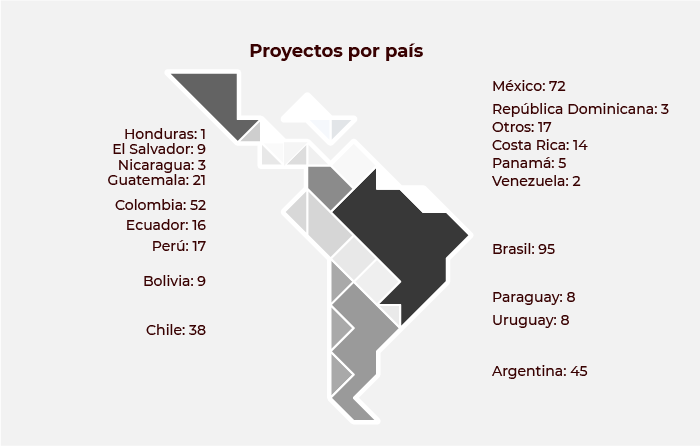 Proyectos por país
Honduras: 1
El Salvador: 9
Nicaragua: 3
Guatemala: 21
Colombia: 52
Ecuador: 16
Perú: 17
Bolivia: 9
Chile: 38
México: 72
República Dominicana: 3
Otros: 17
Costa Rica: 14
Panamá: 5
Venezuela: 2
Brasil: 95
Paraguay: 8
Uruguay: 8
Argentina: 45